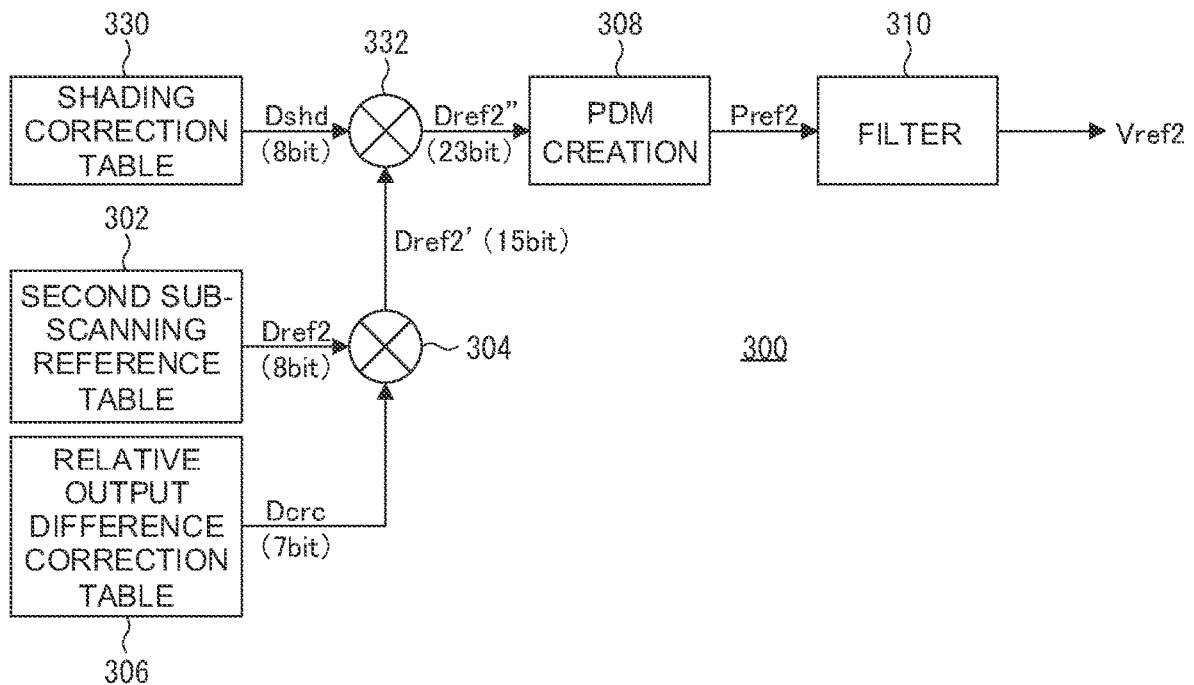 330
SHADING
CORRECTION
TABLE
Dshd
(8bit)
332
Dref2''
(23bit)
308
PDM
CREATION
Pref2
310
FILTER
Vref2
Dref2' (15bit)
302
SECOND SUB-
SCANNING
REFERENCE
TABLE
Dref2
(8bit)
304
300
RELATIVE
OUTPUT
DIFFERENCE
CORRECTION
TABLE
Dcrc
(7bit)
306